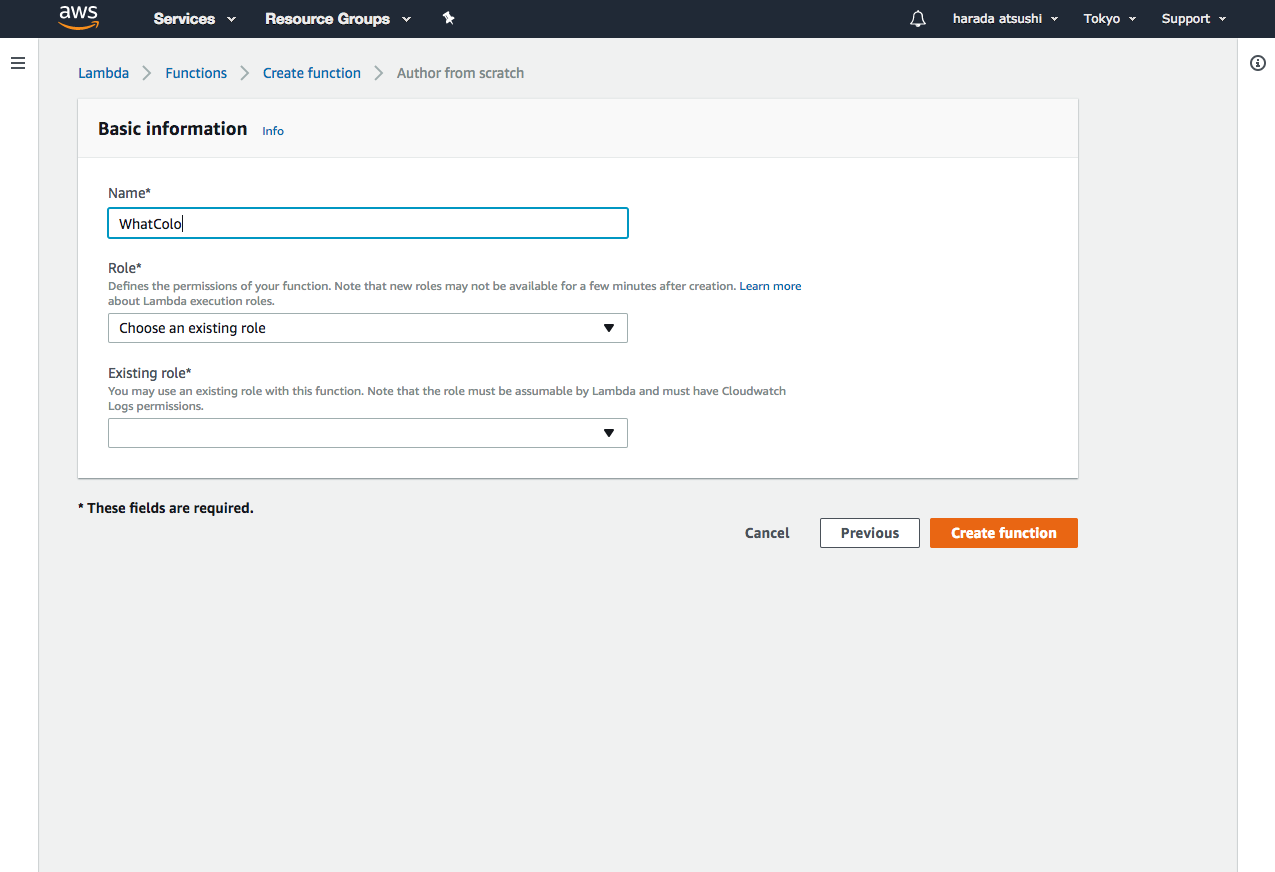 aws Services Resource Groups harada atsushi Tokyo Support
Lambda Functions Create function Author from scratch
Basic information Info
Name*
WhatColo
Role*
Defines the permissions of your function. Note that new roles may not be available for a few minutes after creation. Learn more
about Lambda execution roles.
Choose an existing role
Existing role*
You may use an existing role with this function. Note that the role must be assumable by Lambda and must have Cloudwatch
Logs permissions.
* These fields are required.
Cancel Previous Create function